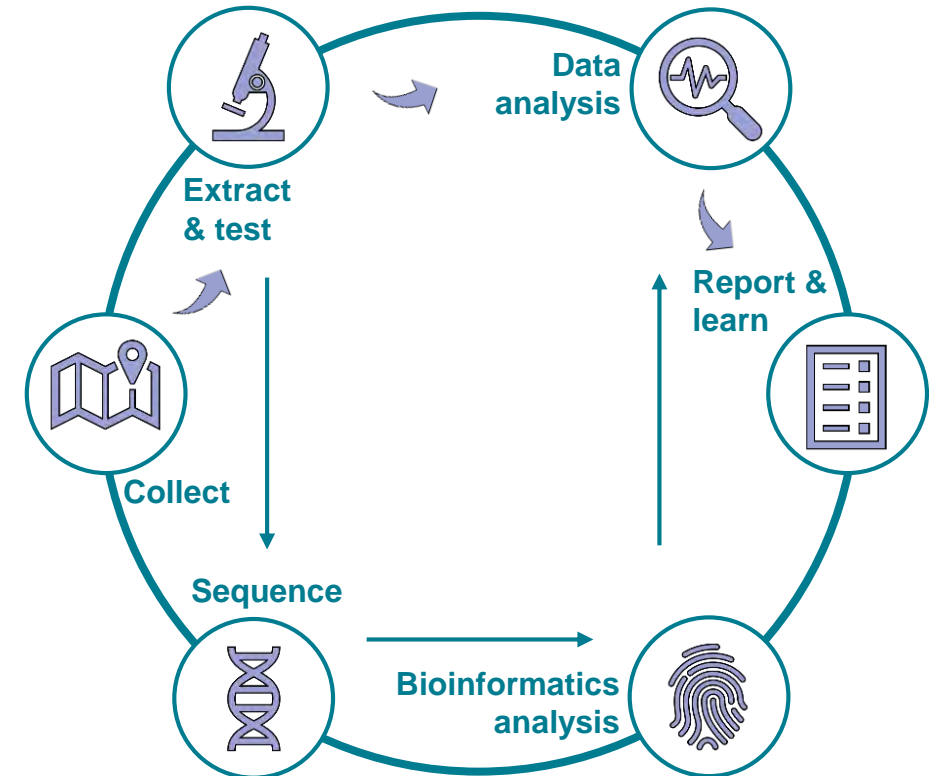 Data
analysis
Extract
& test
Report &
learn
Collect
Sequence
Bioinformatics
analysis